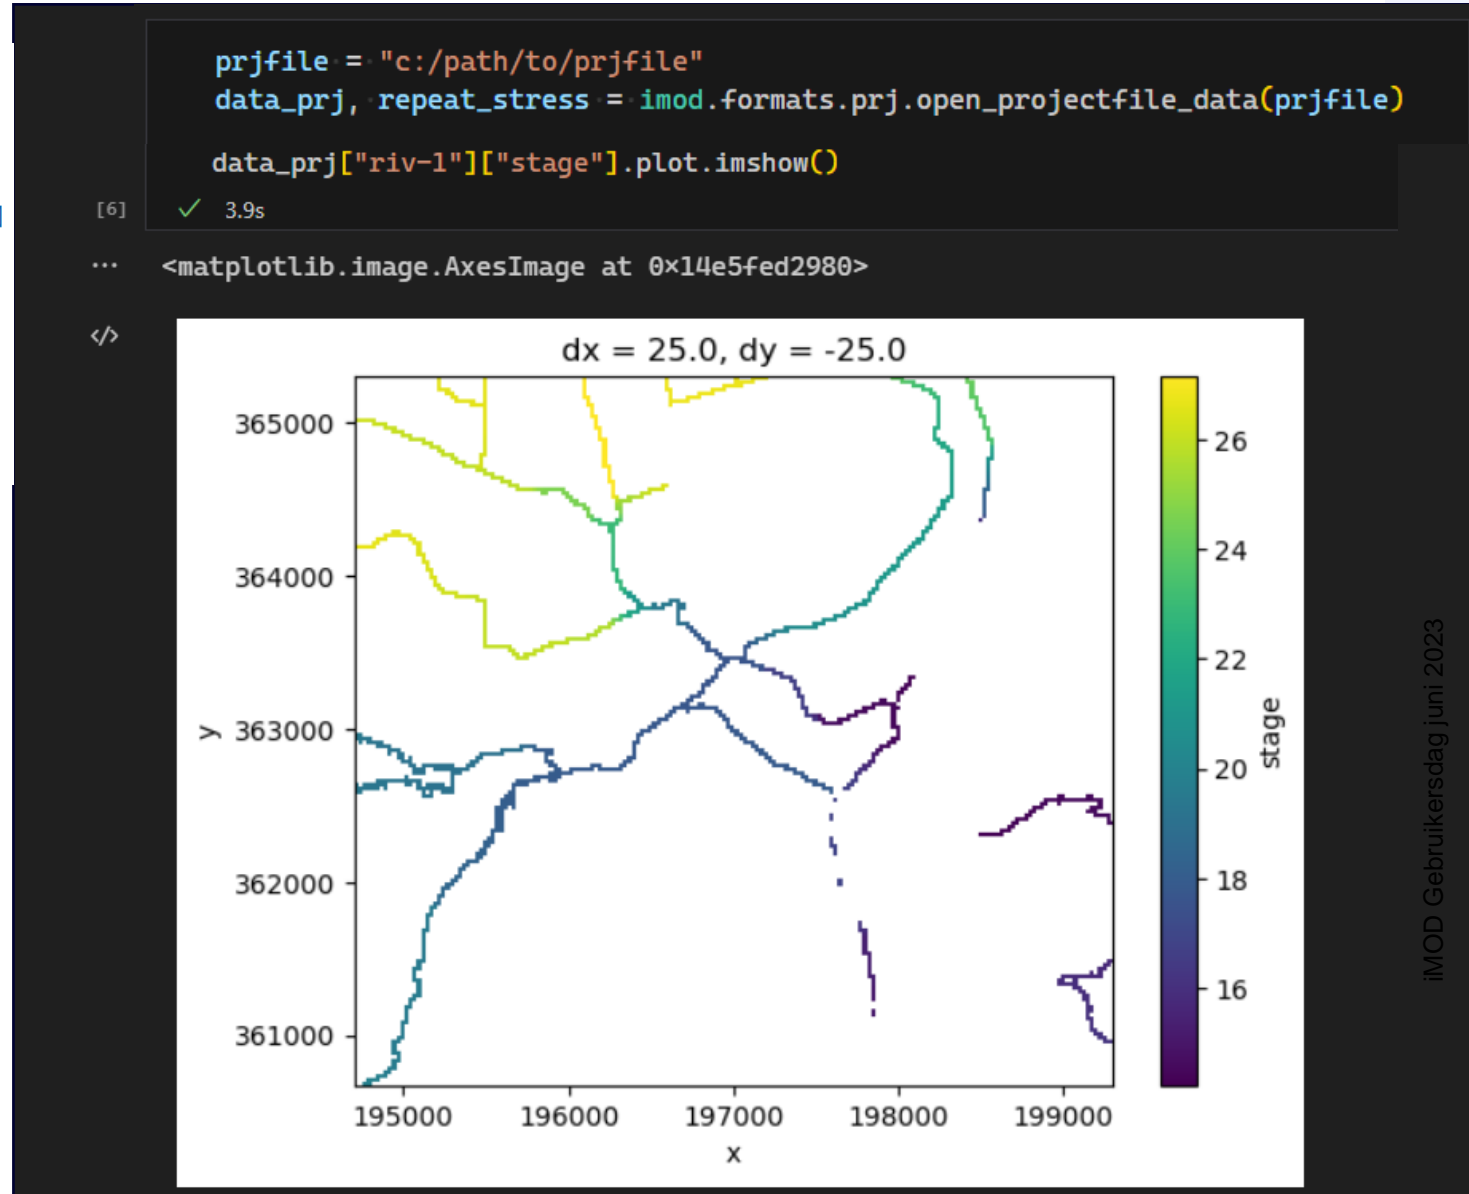 prjfile = "c:/path/to/prjfile"
data_prj, repeat_stress = imod.formats.prj.open_projectfile_data(prjfile)
data_prj["riv-1"]["stage"].plot.imshow()
[6]
3.9s
...
<matplotlib.image.AxesImage at 0x14e5fed2980>
</>
dx = 25.0, dy = -25.0
365000
364000
363000
362000
361000
y
195000
196000
197000
198000
199000
x
26
24
22
20
18
16
stage
iMOD Gebruikersdag juni 2023